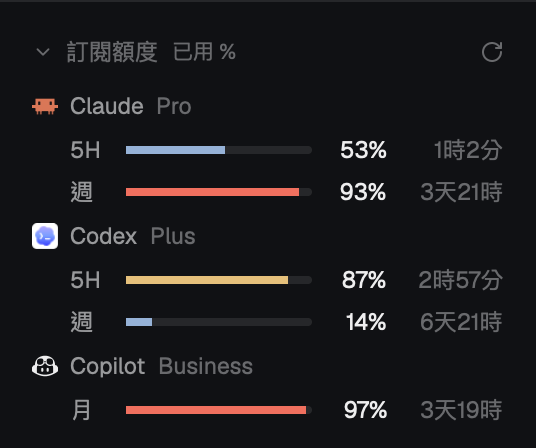 訂閱額度 已用 %
Claude Pro
5H 53% 1時2分
週 93% 3天21時
Codex Plus
5H 87% 2時57分
週 14% 6天21時
Copilot Business
月 97% 3天19時